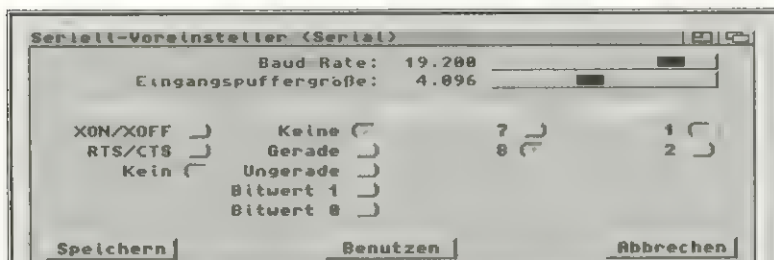 Seriell-Voreinsteller (Serial)
Baud Rate: 19.200
Eingangspuffergröße: 4.096
XON/XOFF Keine 7 1
RTS/CTS Gerade 8 2
Kein Ungerade
Bitwert 1
Bitwert 0
Speichern Benutzen Abbrechen